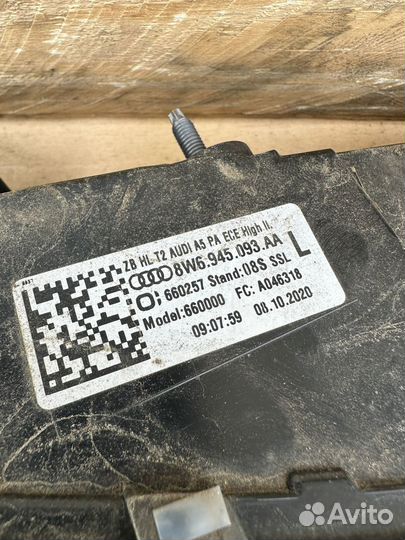 ZB HL T2 AUDI A5 PA ECE High II.
8W6.945.093.AA L
660257 Stand:08S SSL
Model:660000 FC: A046318
09:07:59 08.10.2020
Avito